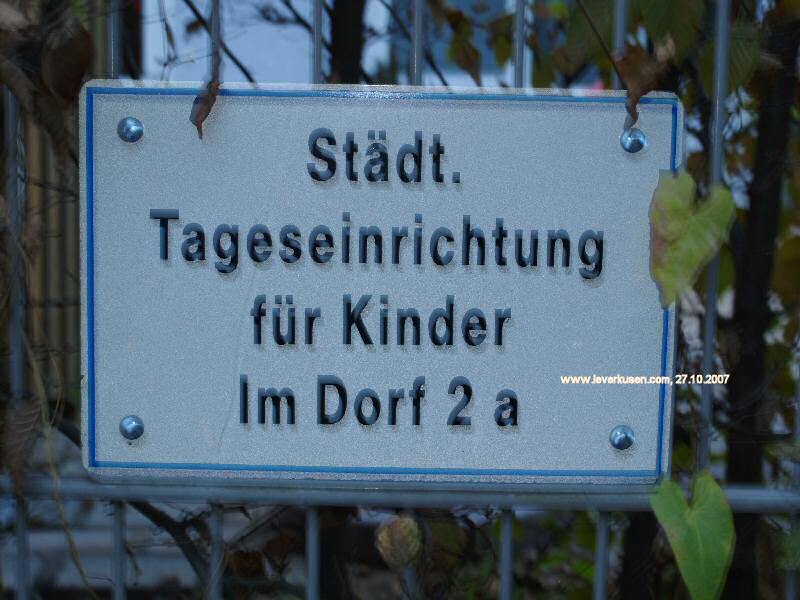 Städt.
Tageseinrichtung
für Kinder
Im Dorf 2 a
www.leverkusen.com, 27.10.2007